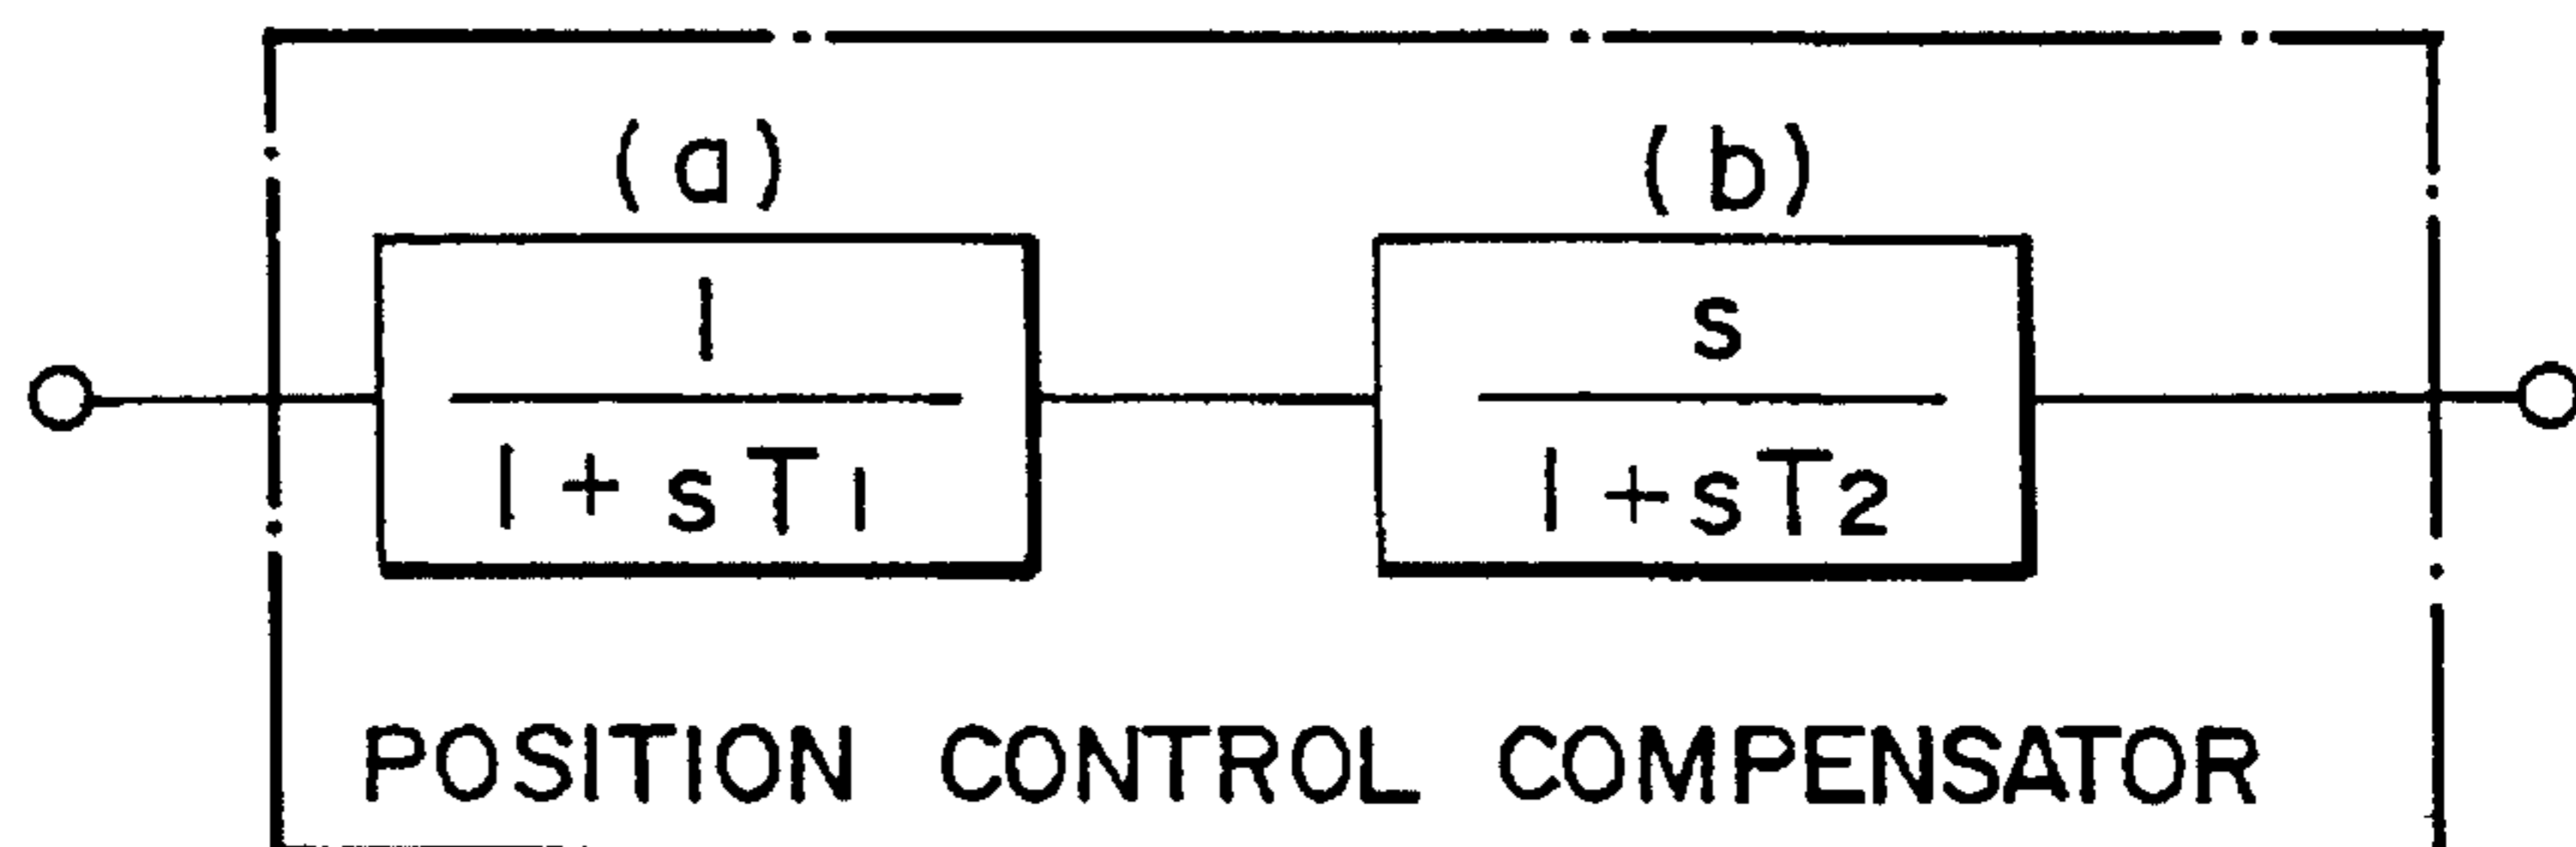 (a) (b)
1 s
1+sT1 1+sT2
POSITION CONTROL COMPENSATOR